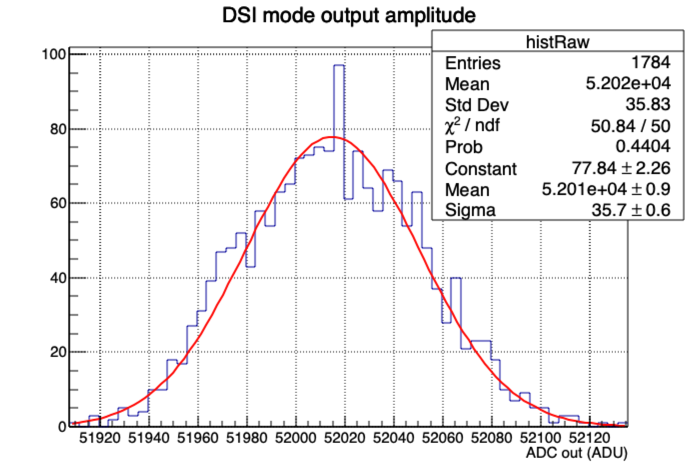 DSI mode output amplitude
histRaw
Entries 1784
Mean 5.202e+04
Std Dev 35.83
χ² / ndf 50.84 / 50
Prob 0.4404
Constant 77.84 ± 2.26
Mean 5.201e+04 ± 0.9
Sigma 35.7 ± 0.6
100
80
60
40
20
0
51920 51940 51960 51980 52000 52020 52040 52060 52080 52100 52120
ADC out (ADU)